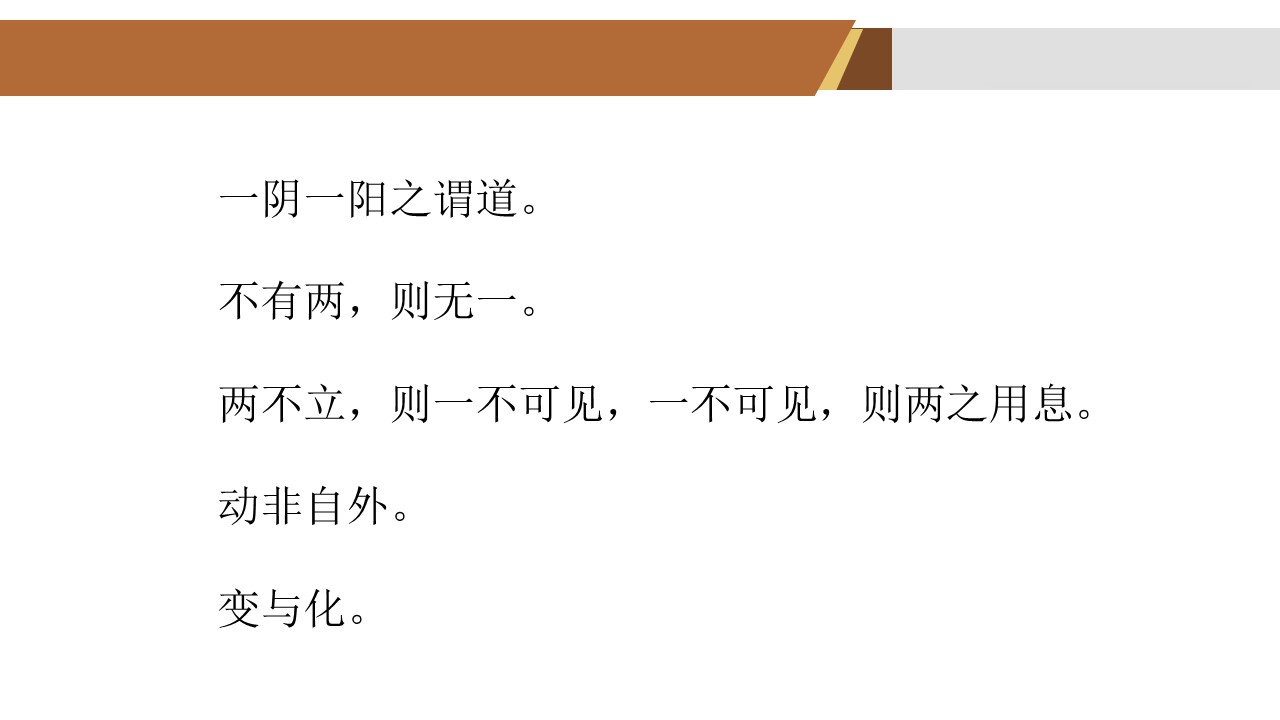 一阴一阳之谓道。
不有两，则无一。
两不立，则一不可见，一不可见，则两之用息。
动非自外。
变与化。